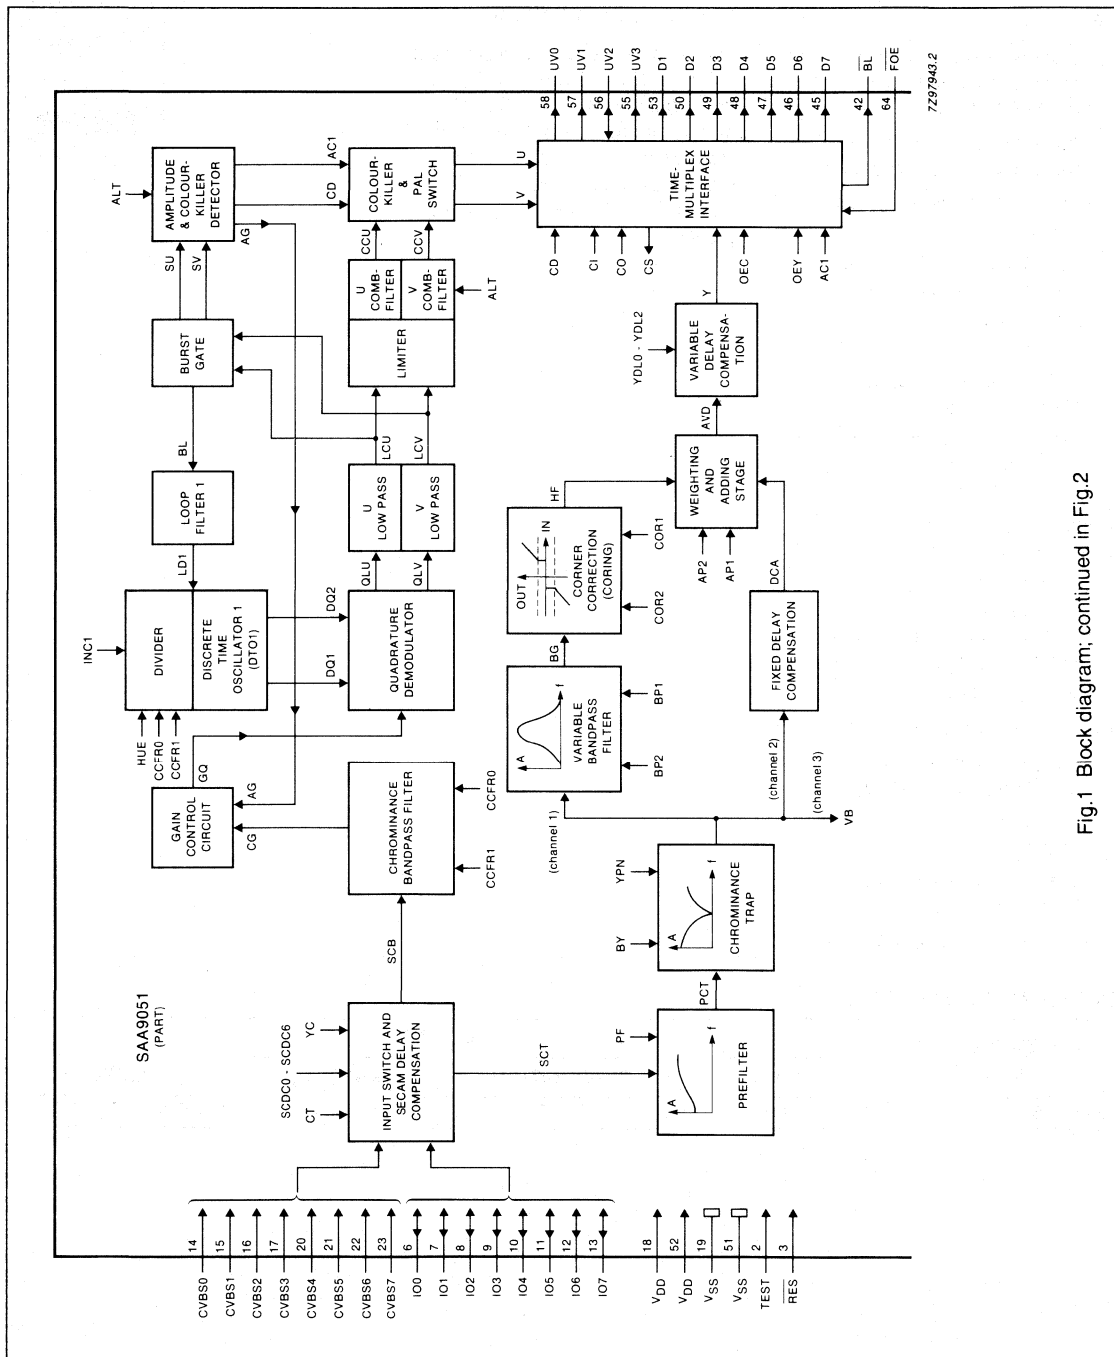 SAA9051
(PART)
CVBS0 14
CVBS1 15
CVBS2 16
CVBS3 17
CVBS4 20
CVBS5 21
CVBS6 22
CVBS7 23
IO0 6
IO1 7
IO2 8
IO3 9
IO4 10
IO5 11
IO6 12
IO7 13
VDD 18
VDD 52
VSS 19
VSS 51
TEST 2
RES 3
CT
SCDC0 - SCDC6
YC
INPUT SWITCH AND
SECAM DELAY
COMPENSATION
SCB
SCT
CHROMINANCE
BANDPASS FILTER
CCFR1
CCFR0
CG
AG
GAIN
CONTROL
CIRCUIT
GQ
HUE
CCFR0
CCFR1
INC1
DIVIDER
DISCRETE
TIME
OSCILLATOR 1
(DTO1)
DQ1
DQ2
LD1
LOOP
FILTER 1
BL
BURST
GATE
SU
SV
ALT
AMPLITUDE
& COLOUR-
KILLER
DETECTOR
AG
CD
AC1
QUADRATURE
DEMODULATOR
QLU
QLV
U
LOW PASS
V
LOW PASS
LCU
LCV
LIMITER
U
COMB-
FILTER
V
COMB-
FILTER
ALT
CCU
CCV
COLOUR-
KILLER
&
PAL
SWITCH
U
V
PF
A
f
PREFILTER
PCT
BY
YPN
A
f
CHROMINANCE
TRAP
(channel 1)
(channel 2)
(channel 3)
VB
A
f
VARIABLE
BANDPASS
FILTER
BP2
BP1
BG
OUT
IN
CORNER
CORRECTION
(CORING)
COR2
COR1
HF
FIXED DELAY
COMPENSATION
DCA
AP2
AP1
WEIGHTING
AND
ADDING
STAGE
AVD
YDL0 - YDL2
VARIABLE
DELAY
COMPENSA-
TION
Y
CD
CI
CO
CS
OEC
OEY
AC1
TIME-
MULTIPLEX
INTERFACE
58 UV0
57 UV1
56 UV2
55 UV3
53 D1
50 D2
49 D3
48 D4
47 D5
46 D6
45 D7
42 BL
64 FOE
7Z97943.2
Fig.1 Block diagram; continued in Fig.2